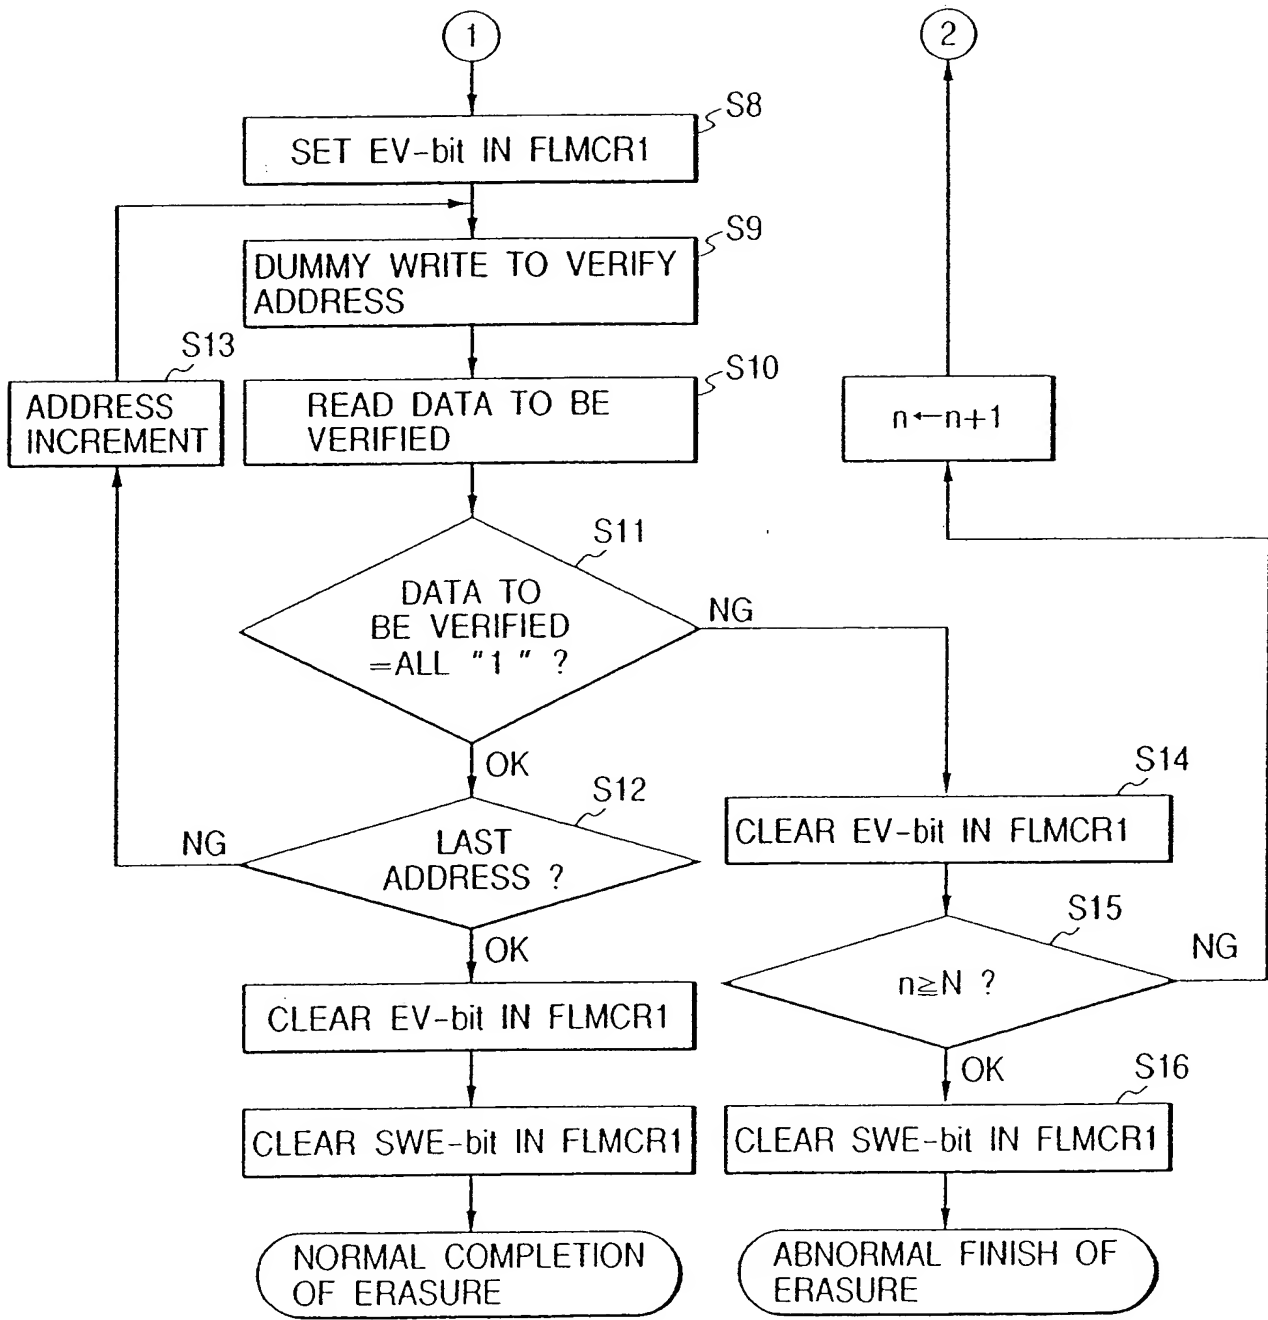 1
2
S8
SET EV-bit IN FLMCR1
S9
DUMMY WRITE TO VERIFY
ADDRESS
S13
ADDRESS
INCREMENT
S10
READ DATA TO BE
VERIFIED
n←n+1
S11
DATA TO
BE VERIFIED
=ALL "1" ?
NG
OK
S12
LAST
ADDRESS ?
NG
OK
S14
CLEAR EV-bit IN FLMCR1
S15
n≧N ?
NG
OK
CLEAR EV-bit IN FLMCR1
CLEAR SWE-bit IN FLMCR1
S16
CLEAR SWE-bit IN FLMCR1
NORMAL COMPLETION
OF ERASURE
ABNORMAL FINISH OF
ERASURE